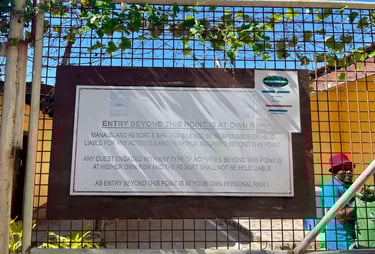 ENTRY BEYOND THIS POINT IS AT OWN R
MANA ISLAND RESORT & SPA - FIJI WILL NOT BE RESPONSIBLE OR HELD
LIABLE FOR ANY ACTIVITIES AND PERSONAL INJURIES BEYOND THIS POINT
ANY GUEST ENGAGED WITH ANY TYPE OF ACTIVITIES BEYOND THIS POINT IS
AT HIS/HER OWN RISK AND THE RESORT SHALL NOT BE HELD LIABLE.
AS ENTRY BEYOND THIS POINT IS AT YOUR OWN PERSONAL RISK!!